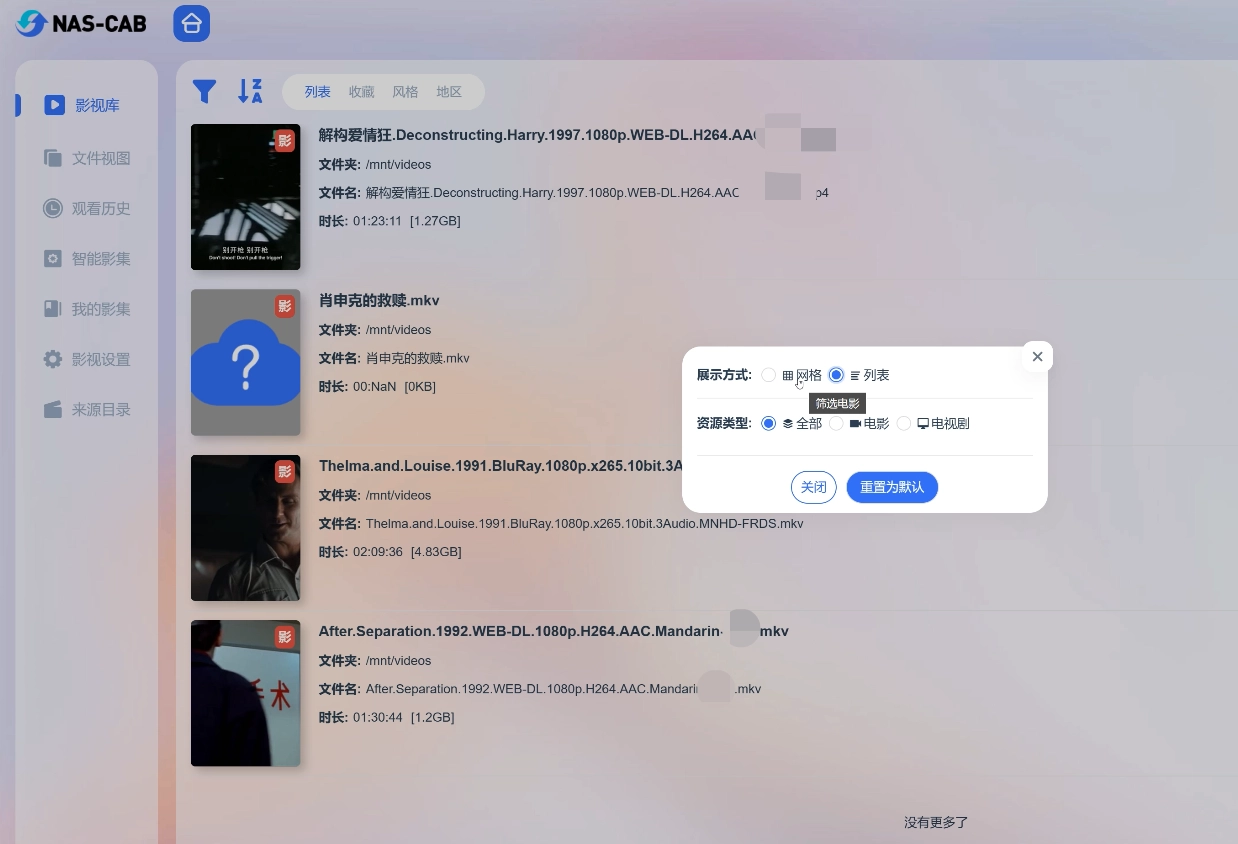 NAS-CAB
影视库
文件视图
观看历史
智能影集
我的影集
影视设置
来源目录
Z
A
列表 收藏 风格 地区
影
别开枪 别开枪
Don't shoot! Don't pull the trigger!
解构爱情狂.Deconstructing.Harry.1997.1080p.WEB-DL.H264.AA
文件夹: /mnt/videos
文件名: 解构爱情狂.Deconstructing.Harry.1997.1080p.WEB-DL.H264.AAC p4
时长: 01:23:11 [1.27GB]
影
?
肖申克的救赎.mkv
文件夹: /mnt/videos
文件名: 肖申克的救赎.mkv
时长: 00:NaN [0KB]
影
Thelma.and.Louise.1991.BluRay.1080p.x265.10bit.3A
文件夹: /mnt/videos
文件名: Thelma.and.Louise.1991.BluRay.1080p.x265.10bit.3Audio.MNHD-FRDS.mkv
时长: 02:09:36 [4.83GB]
影
术
After.Separation.1992.WEB-DL.1080p.H264.AAC.Mandarin- mkv
文件夹: /mnt/videos
文件名: After.Separation.1992.WEB-DL.1080p.H264.AAC.Mandari .mkv
时长: 01:30:44 [1.2GB]
展示方式: 网格 列表
筛选电影
资源类型: 全部 电影 电视剧
关闭 重置为默认
没有更多了